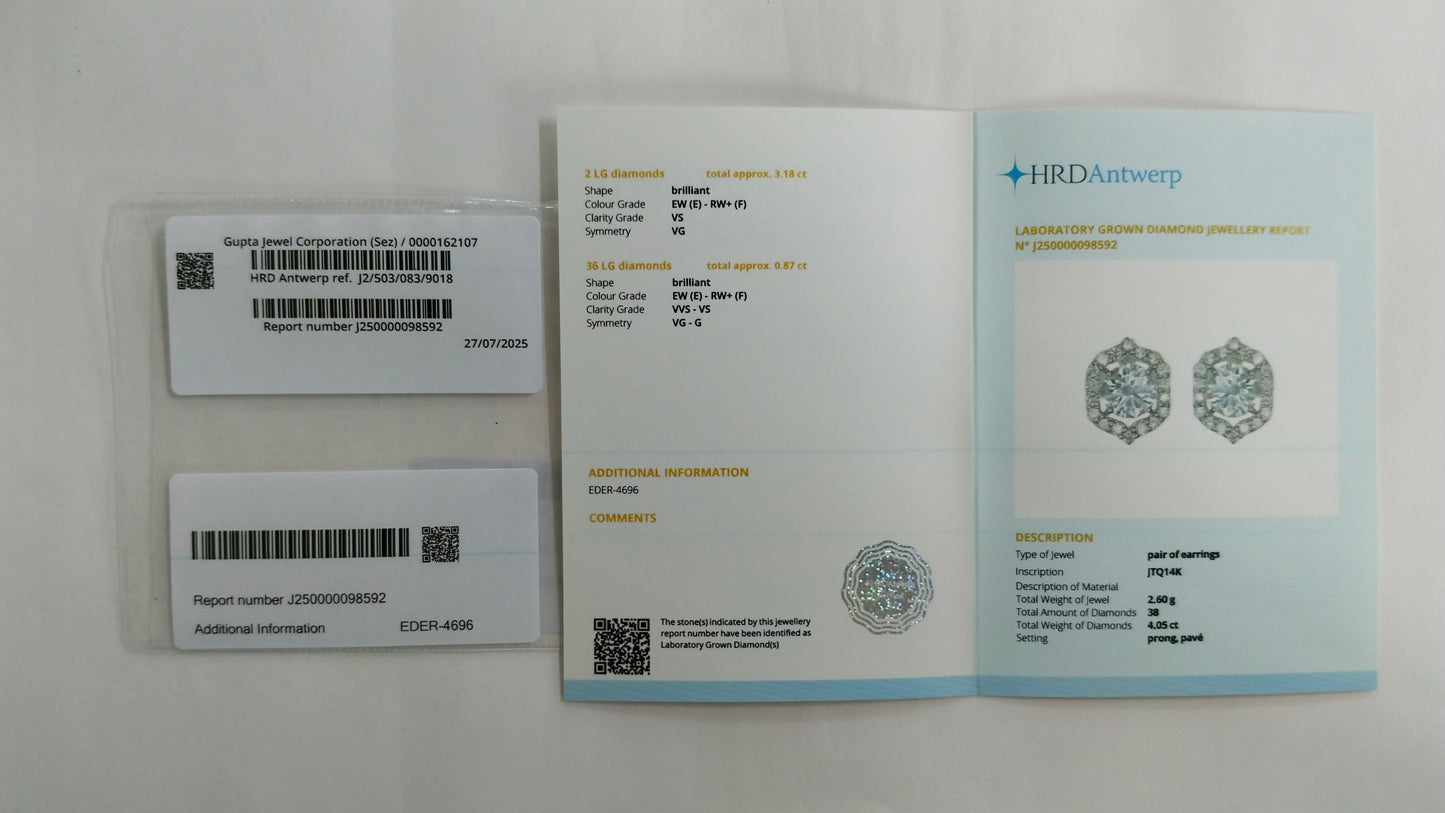 Gupta Jewel Corporation (Sez) / 0000162107
HRD Antwerp ref. J2/503/083/9018
Report number J250000098592
27/07/2025
Report number J250000098592
Additional Information EDER-4696
2 LG diamonds total approx. 3.18 ct
Shape brilliant
Colour Grade EW (E) - RW+ (F)
Clarity Grade VS
Symmetry VG
36 LG diamonds total approx. 0.87 ct
Shape brilliant
Colour Grade EW (E) - RW+ (F)
Clarity Grade VVS - VS
Symmetry VG - G
ADDITIONAL INFORMATION
EDER-4696
COMMENTS
The stone(s) indicated by this jewellery
report number have been identified as
Laboratory Grown Diamond(s)
HRDAntwerp
LABORATORY GROWN DIAMOND JEWELLERY REPORT
N° J250000098592
DESCRIPTION
Type of Jewel pair of earrings
Inscription JTQ14K
Description of Material
Total Weight of Jewel 2.60 g
Total Amount of Diamonds 38
Total Weight of Diamonds 4.05 ct
Setting prong, pavé